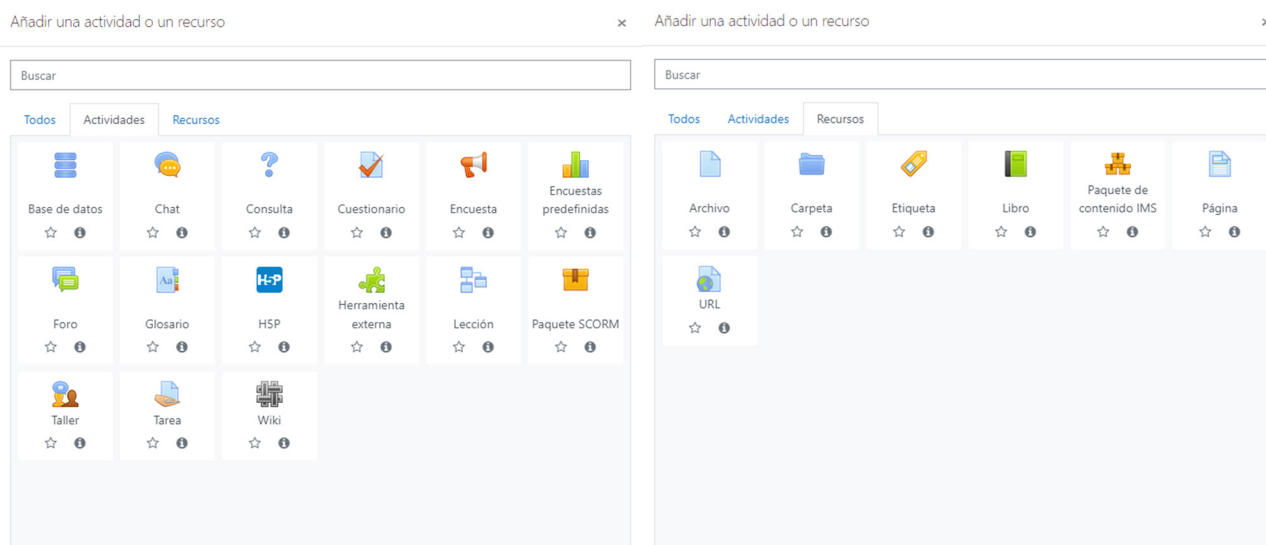 Añadir una actividad o un recurso
×
Buscar
Todos
Actividades
Recursos
Base de datos
Chat
Consulta
Cuestionario
Encuesta
Encuestas
predefinidas
Aa
H5P
Foro
Glosario
H5P
Herramienta
externa
Lección
Paquete SCORM
Taller
Tarea
Wiki
Añadir una actividad o un recurso
×
Buscar
Todos
Actividades
Recursos
Archivo
Carpeta
Etiqueta
Libro
Paquete de
contenido IMS
Página
URL